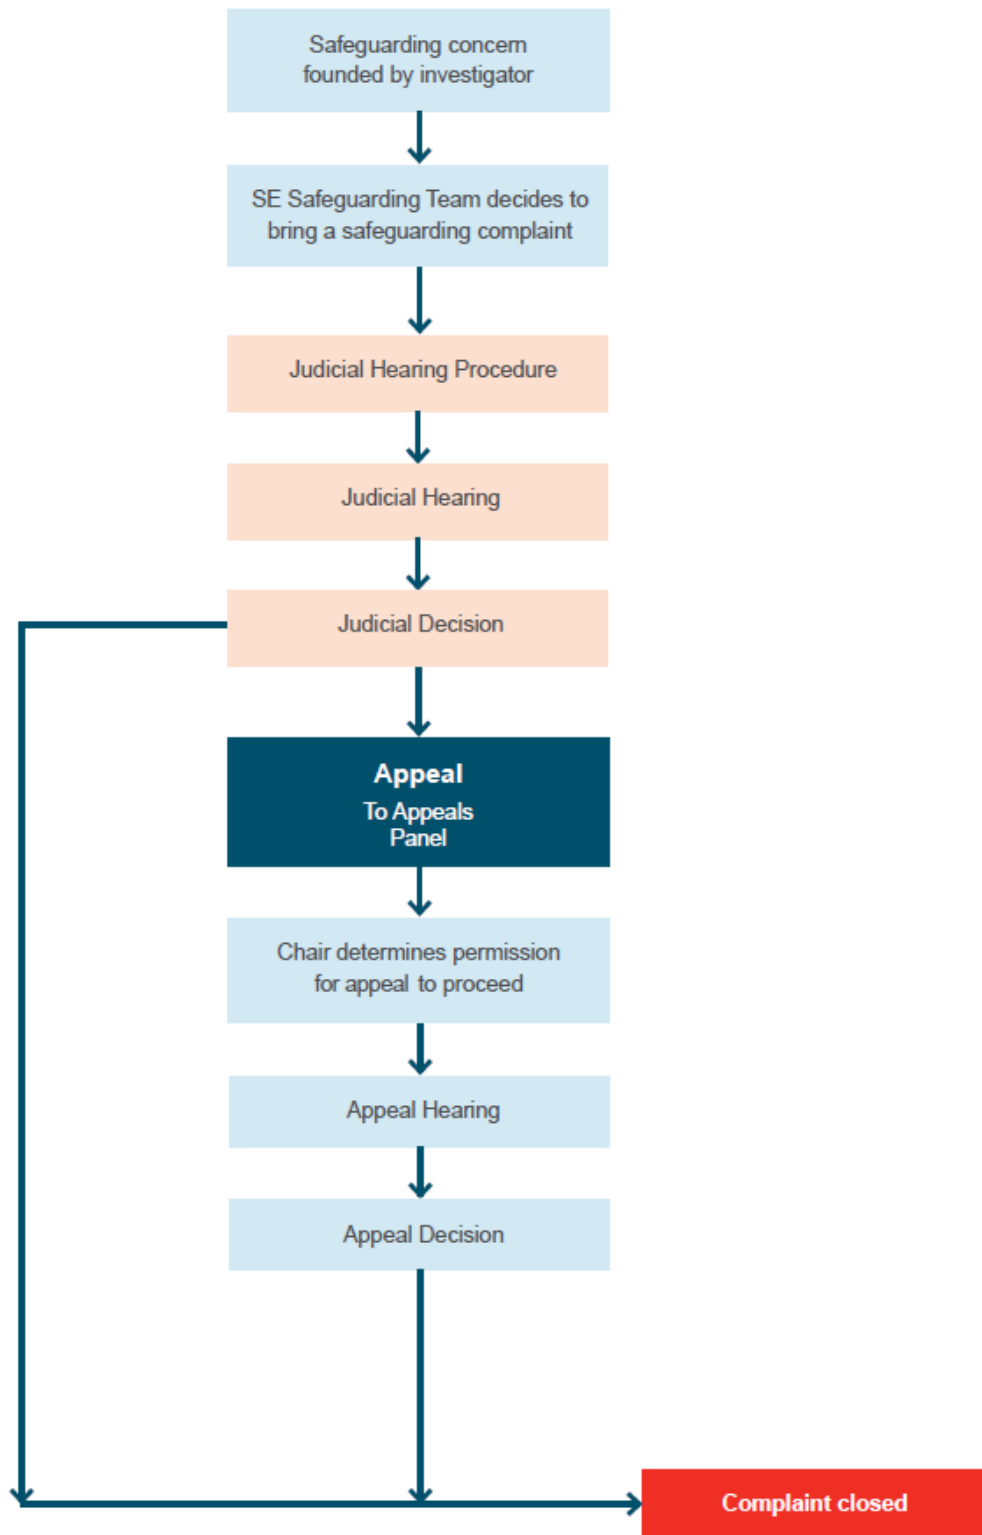 Safeguarding concern
founded by investigator
SE Safeguarding Team decides to
bring a safeguarding complaint
Judicial Hearing Procedure
Judicial Hearing
Judicial Decision
Appeal
To Appeals
Panel
Chair determines permission
for appeal to proceed
Appeal Hearing
Appeal Decision
Complaint closed